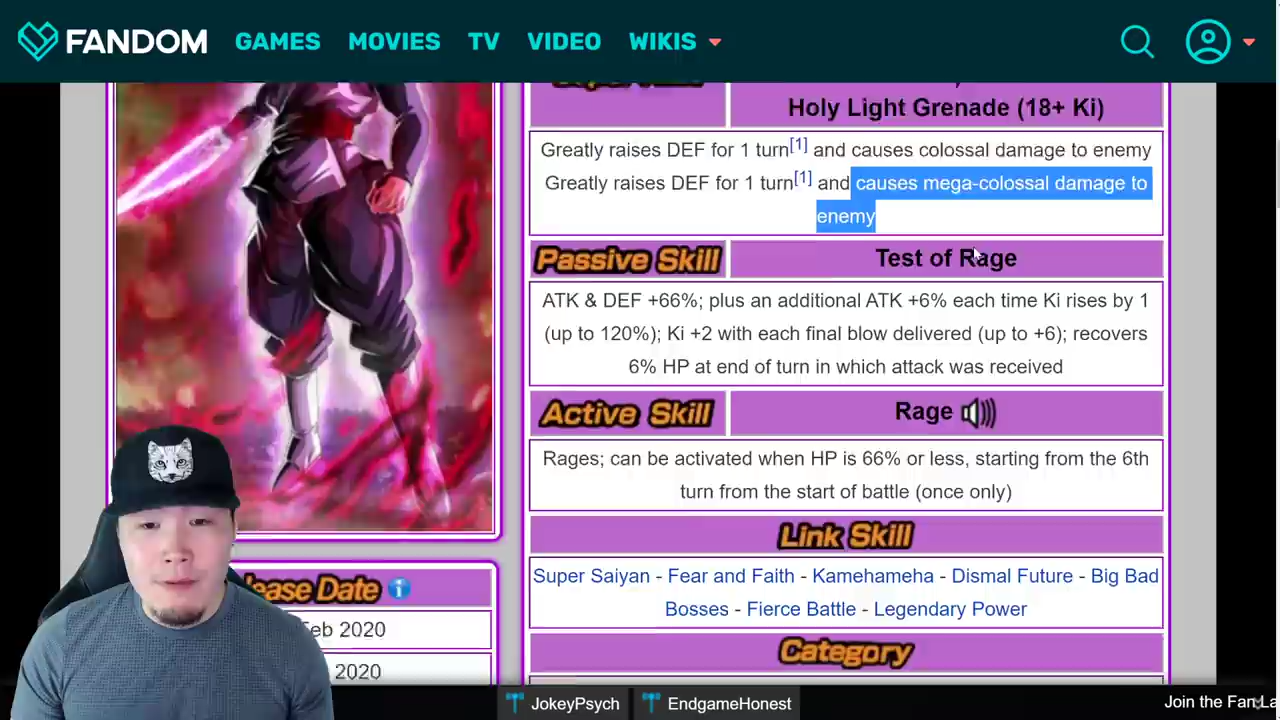 FANDOM GAMES MOVIES TV VIDEO WIKIS
Holy Light Grenade (18+ Ki)
Greatly raises DEF for 1 turn[1] and causes colossal damage to enemy
Greatly raises DEF for 1 turn[1] and causes mega-colossal damage to
enemy
Passive Skill Test of Rage
ATK & DEF +66%; plus an additional ATK +6% each time Ki rises by 1
(up to 120%); Ki +2 with each final blow delivered (up to +6); recovers
6% HP at end of turn in which attack was received
Active Skill Rage
Rages; can be activated when HP is 66% or less, starting from the 6th
turn from the start of battle (once only)
Link Skill
Super Saiyan - Fear and Faith - Kamehameha - Dismal Future - Big Bad
Bosses - Fierce Battle - Legendary Power
Category
ease Date
Feb 2020
2020
JokeyPsych EndgameHonest Join the Fan La